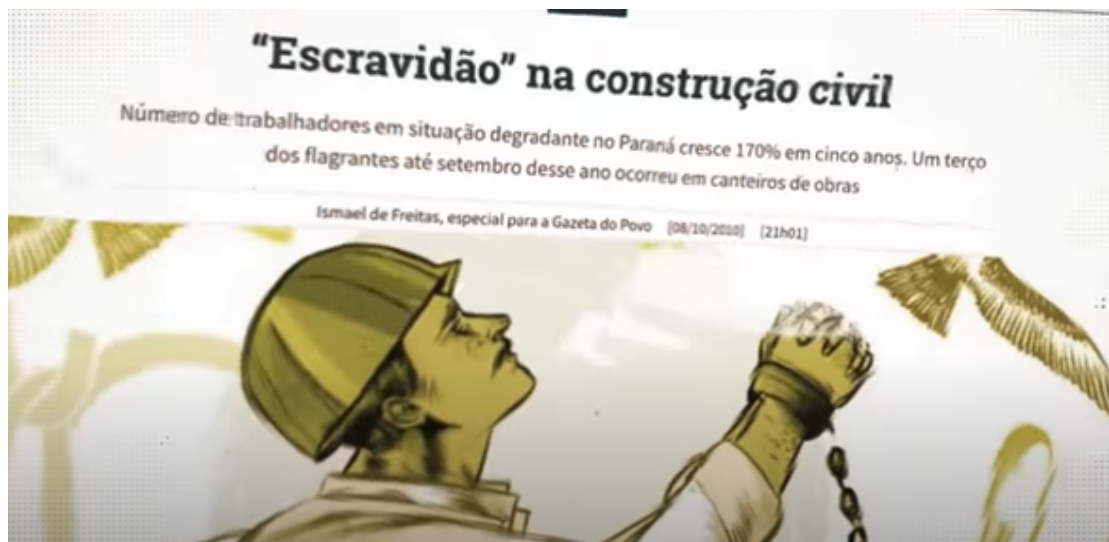 “Escravidão” na construção civil
Número de trabalhadores em situação degradante no Paraná cresce 170% em cinco anos. Um terço
dos flagrantes até setembro desse ano ocorreu em canteiros de obras
Ismael de Freitas, especial para a Gazeta do Povo [08/10/2010] [21h01]